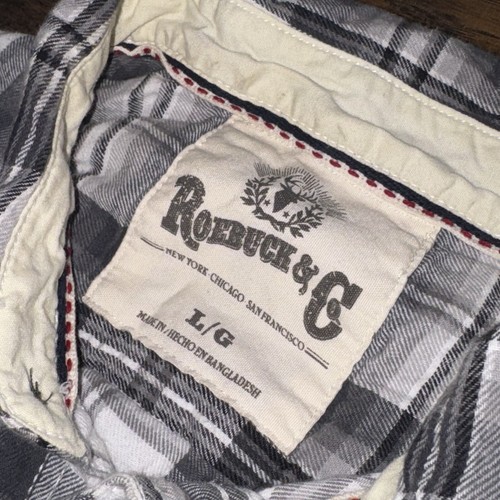 ROEBUCK & Co
NEW YORK · CHICAGO · SAN FRANCISCO
L/G
MADE IN / HECHO EN BANGLADESH